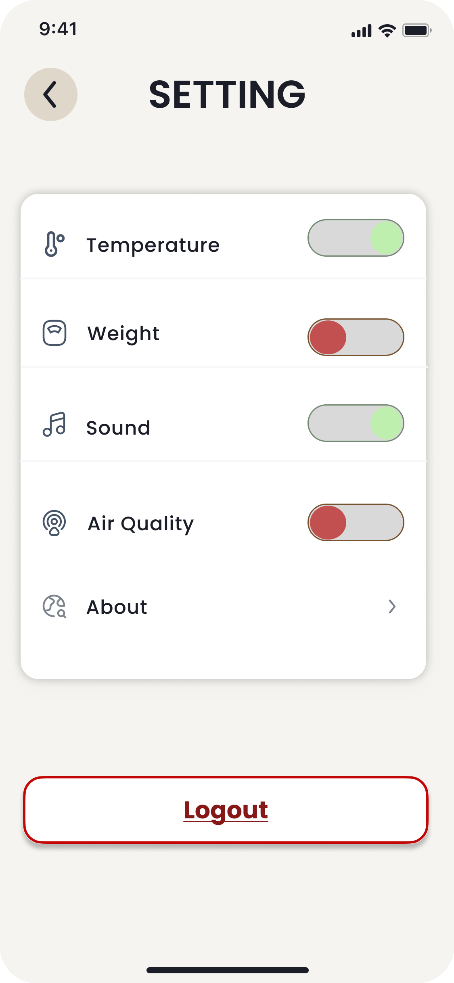 9:41
SETTING
Temperature
Weight
Sound
Air Quality
About
Logout